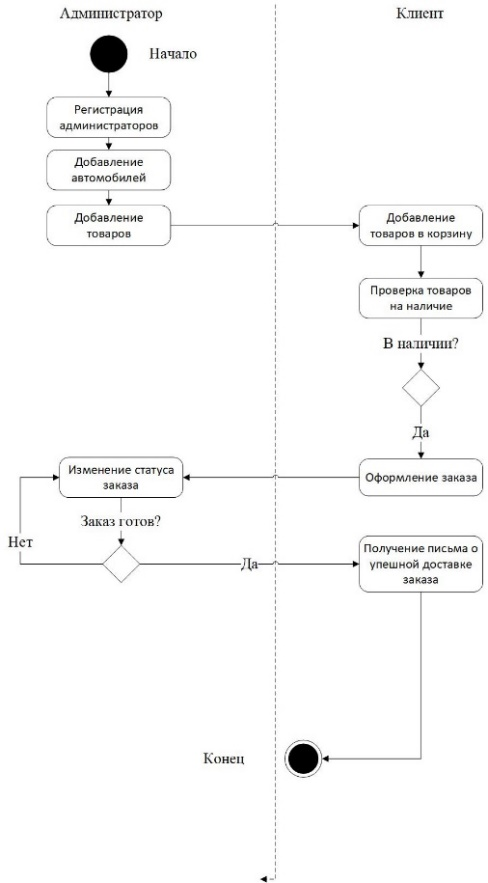 Администратор
Клиент
Начало
Регистрация
администраторов
Добавление
автомобилей
Добавление
товаров
Добавление
товаров в корзину
Проверка товаров
на наличие
В наличии?
Да
Изменение статуса
заказа
Оформление заказа
Заказ готов?
Нет
Да
Получение письма о
упешной доставке
заказа
Конец